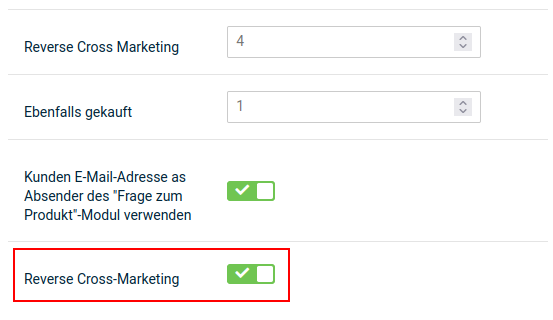 Reverse Cross Marketing
4
Ebenfalls gekauft
1
Kunden E-Mail-Adresse as
Absender des "Frage zum
Produkt"-Modul verwenden
Reverse Cross-Marketing